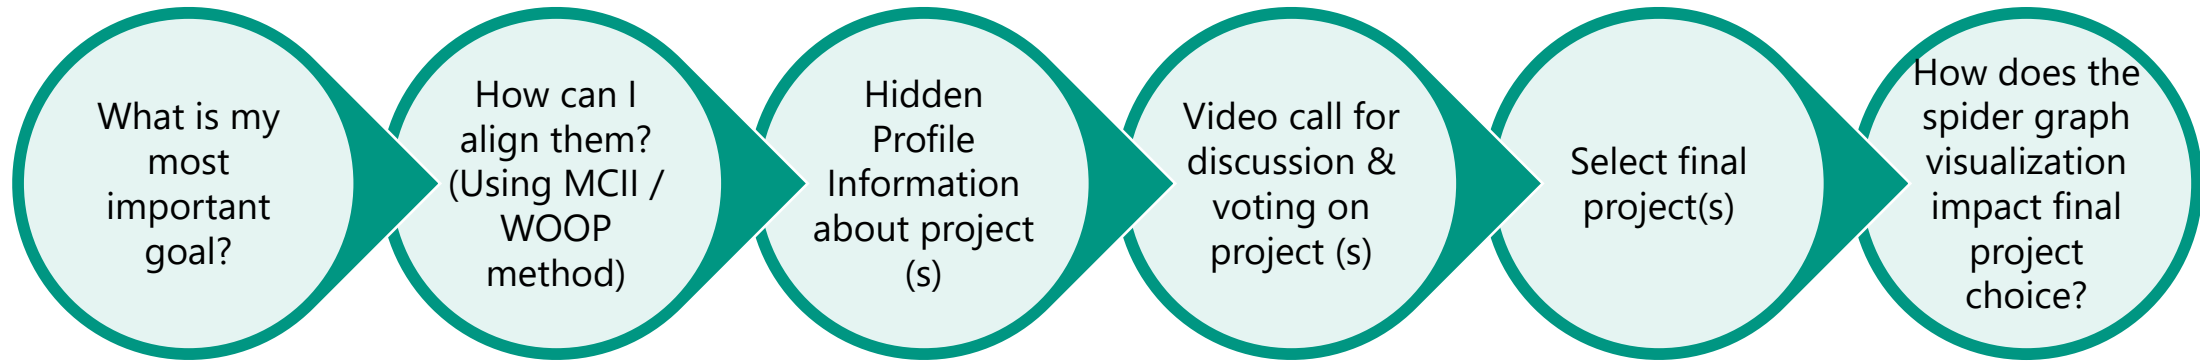 What is my
most
important
goal?
How can I
align them?
(Using MCII /
WOOP
method)
Hidden
Profile
Information
about project
(s)
Video call for
discussion &
voting on
project (s)
Select final
project(s)
How does the
spider graph
visualization
impact final
project
choice?